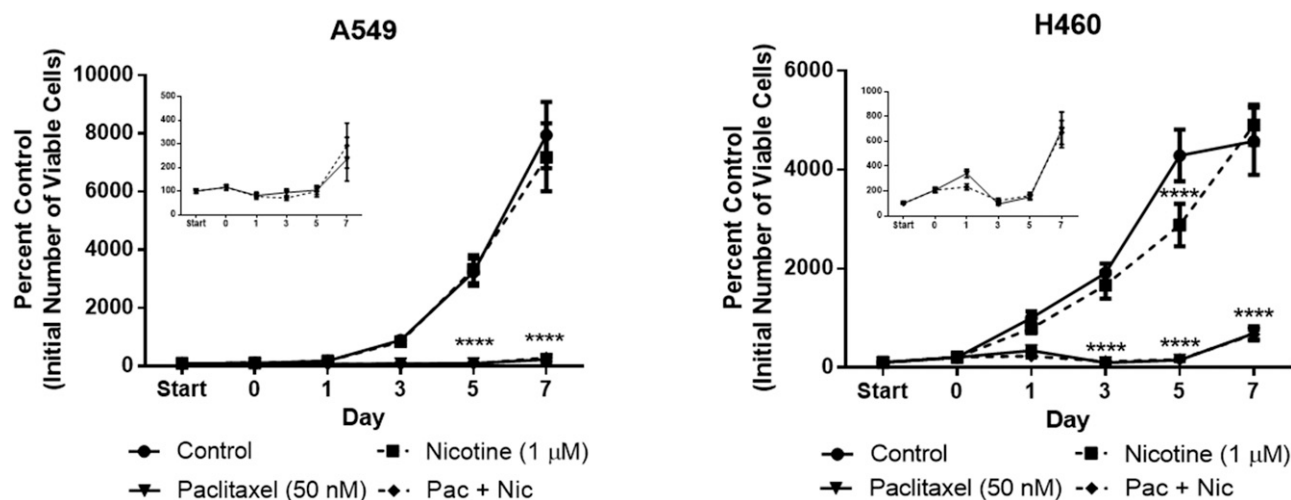 A549
Percent Control
(Initial Number of Viable Cells)
10000
8000
6000
4000
2000
0
500
400
300
200
100
0
Start 0 1 3 5 7
**** ****
Start 0 1 3 5 7
Day
Control Nicotine (1 μM)
Paclitaxel (50 nM) Pac + Nic
H460
Percent Control
(Initial Number of Viable Cells)
6000
4000
2000
0
1000
800
600
400
200
0
Start 0 1 3 5 7
****
**** **** ****
Start 0 1 3 5 7
Day
Control Nicotine (1 μM)
Paclitaxel (50 nM) Pac + Nic